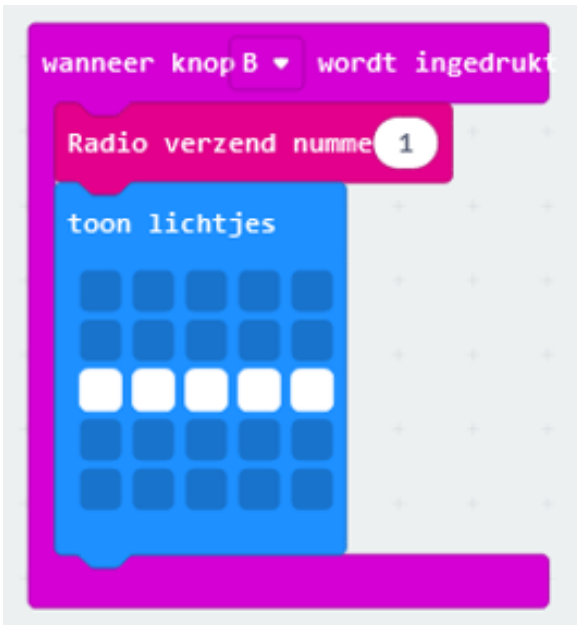 wanneer knop B wordt ingedrukt
Radio verzend numme 1
toon lichtjes